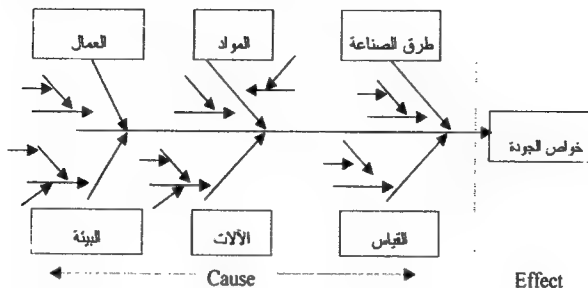 طرق الصناعة
المواد
العمال
خواص الجودة
القياس
الآلات
البيئة
Cause
Effect